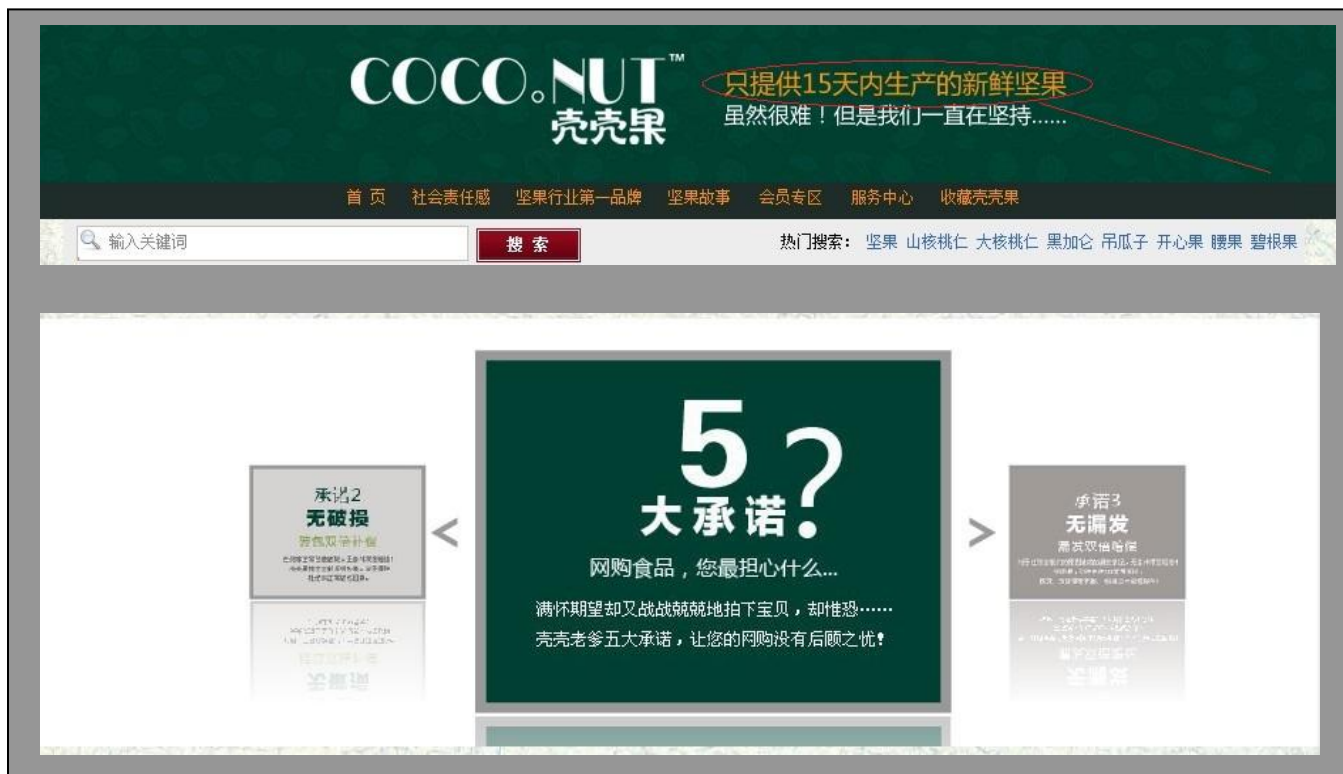 COCO.NUT™
壳壳果
只提供15天内生产的新鲜坚果
虽然很难！但是我们一直在坚持……
首 页 社会责任感 坚果行业第一品牌 坚果故事 会员专区 服务中心 收藏壳壳果
输入关键词 搜 索 热门搜索： 坚果 山核桃仁 大核桃仁 黑加仑 吊瓜子 开心果 腰果 碧根果
承诺2
无破损
<
5?
大承诺
网购食品，您最担心什么...
满怀期望却又战战兢兢地拍下宝贝，却惟恐……
壳壳老爹五大承诺，让您的网购没有后顾之忧！
>
承诺3
无漏发
漏发双倍赔偿